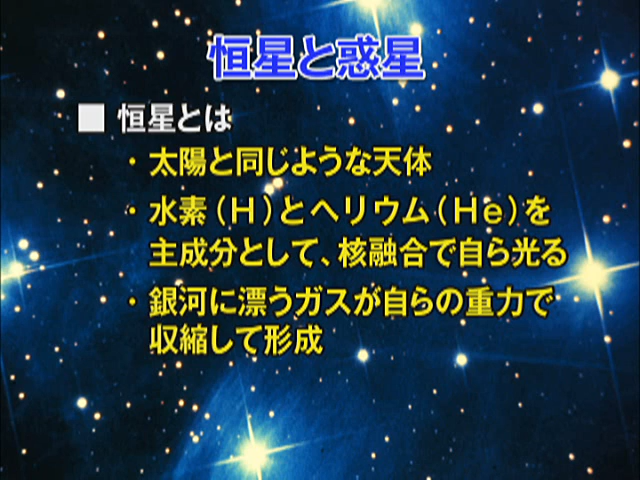 恒星と惑星
■ 恒星とは
・太陽と同じような天体
・水素(H)とヘリウム(He)を
主成分として、核融合で自ら光る
・銀河に漂うガスが自らの重力で
収縮して形成